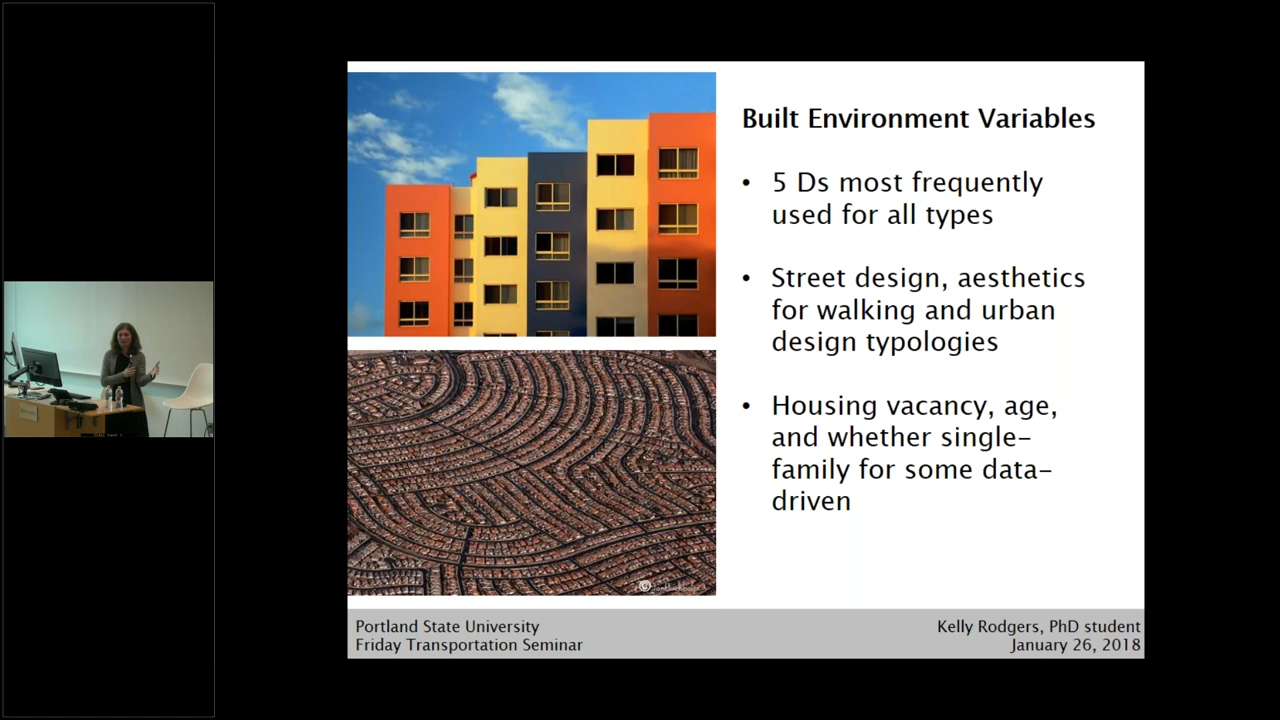 Built Environment Variables
• 5 Ds most frequently
used for all types
• Street design, aesthetics
for walking and urban
design typologies
• Housing vacancy, age,
and whether single-
family for some data-
driven
Portland State University
Friday Transportation Seminar
Kelly Rodgers, PhD student
January 26, 2018